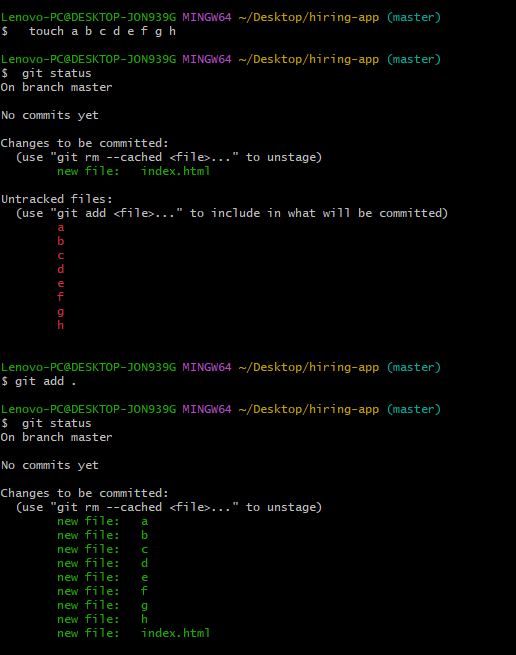 Lenovo-PC@DESKTOP-JON939G MINGW64 ~/Desktop/hiring-app (master)
$   touch a b c d e f g h
Lenovo-PC@DESKTOP-JON939G MINGW64 ~/Desktop/hiring-app (master)
$  git status
On branch master
No commits yet
Changes to be committed:
  (use "git rm --cached <file>..." to unstage)
        new file:   index.html
Untracked files:
  (use "git add <file>..." to include in what will be committed)
        a
        b
        c
        d
        e
        f
        g
        h
Lenovo-PC@DESKTOP-JON939G MINGW64 ~/Desktop/hiring-app (master)
$ git add .
Lenovo-PC@DESKTOP-JON939G MINGW64 ~/Desktop/hiring-app (master)
$  git status
On branch master
No commits yet
Changes to be committed:
  (use "git rm --cached <file>..." to unstage)
        new file:   a
        new file:   b
        new file:   c
        new file:   d
        new file:   e
        new file:   f
        new file:   g
        new file:   h
        new file:   index.html